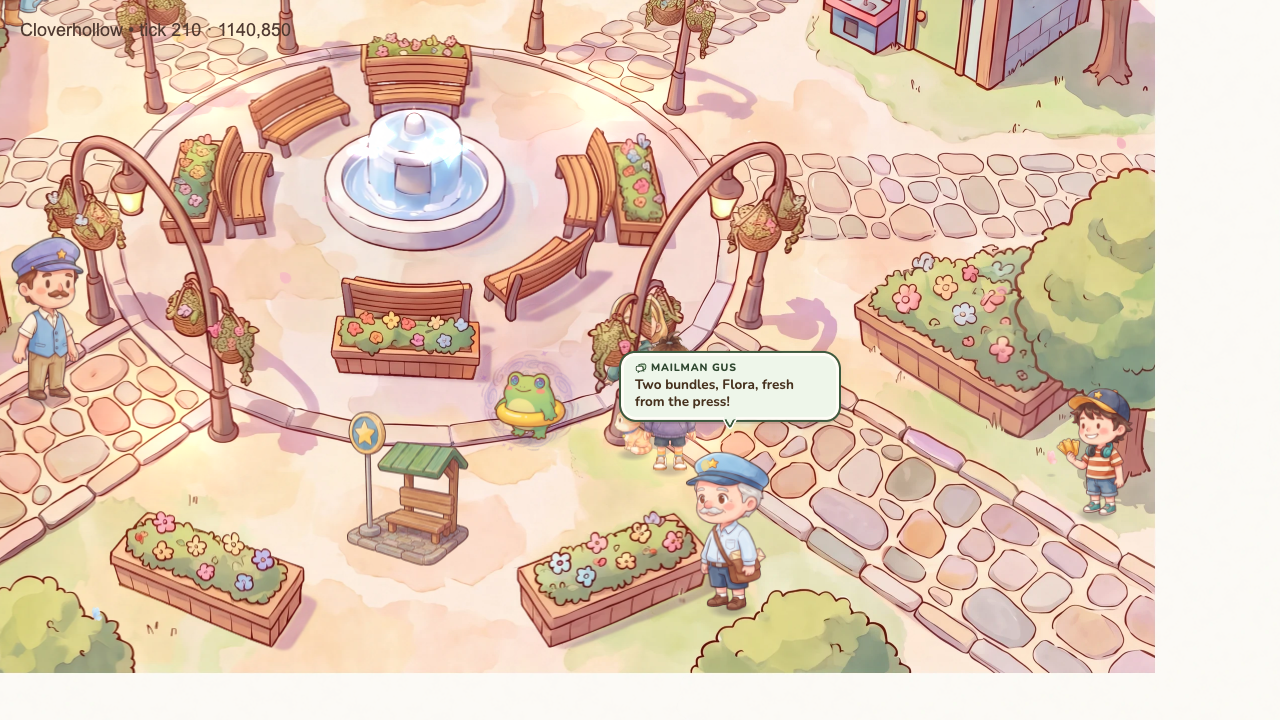 Cloverhollow · tick 210 · 1140,850
MAILMAN GUS
Two bundles, Flora, fresh
from the press!